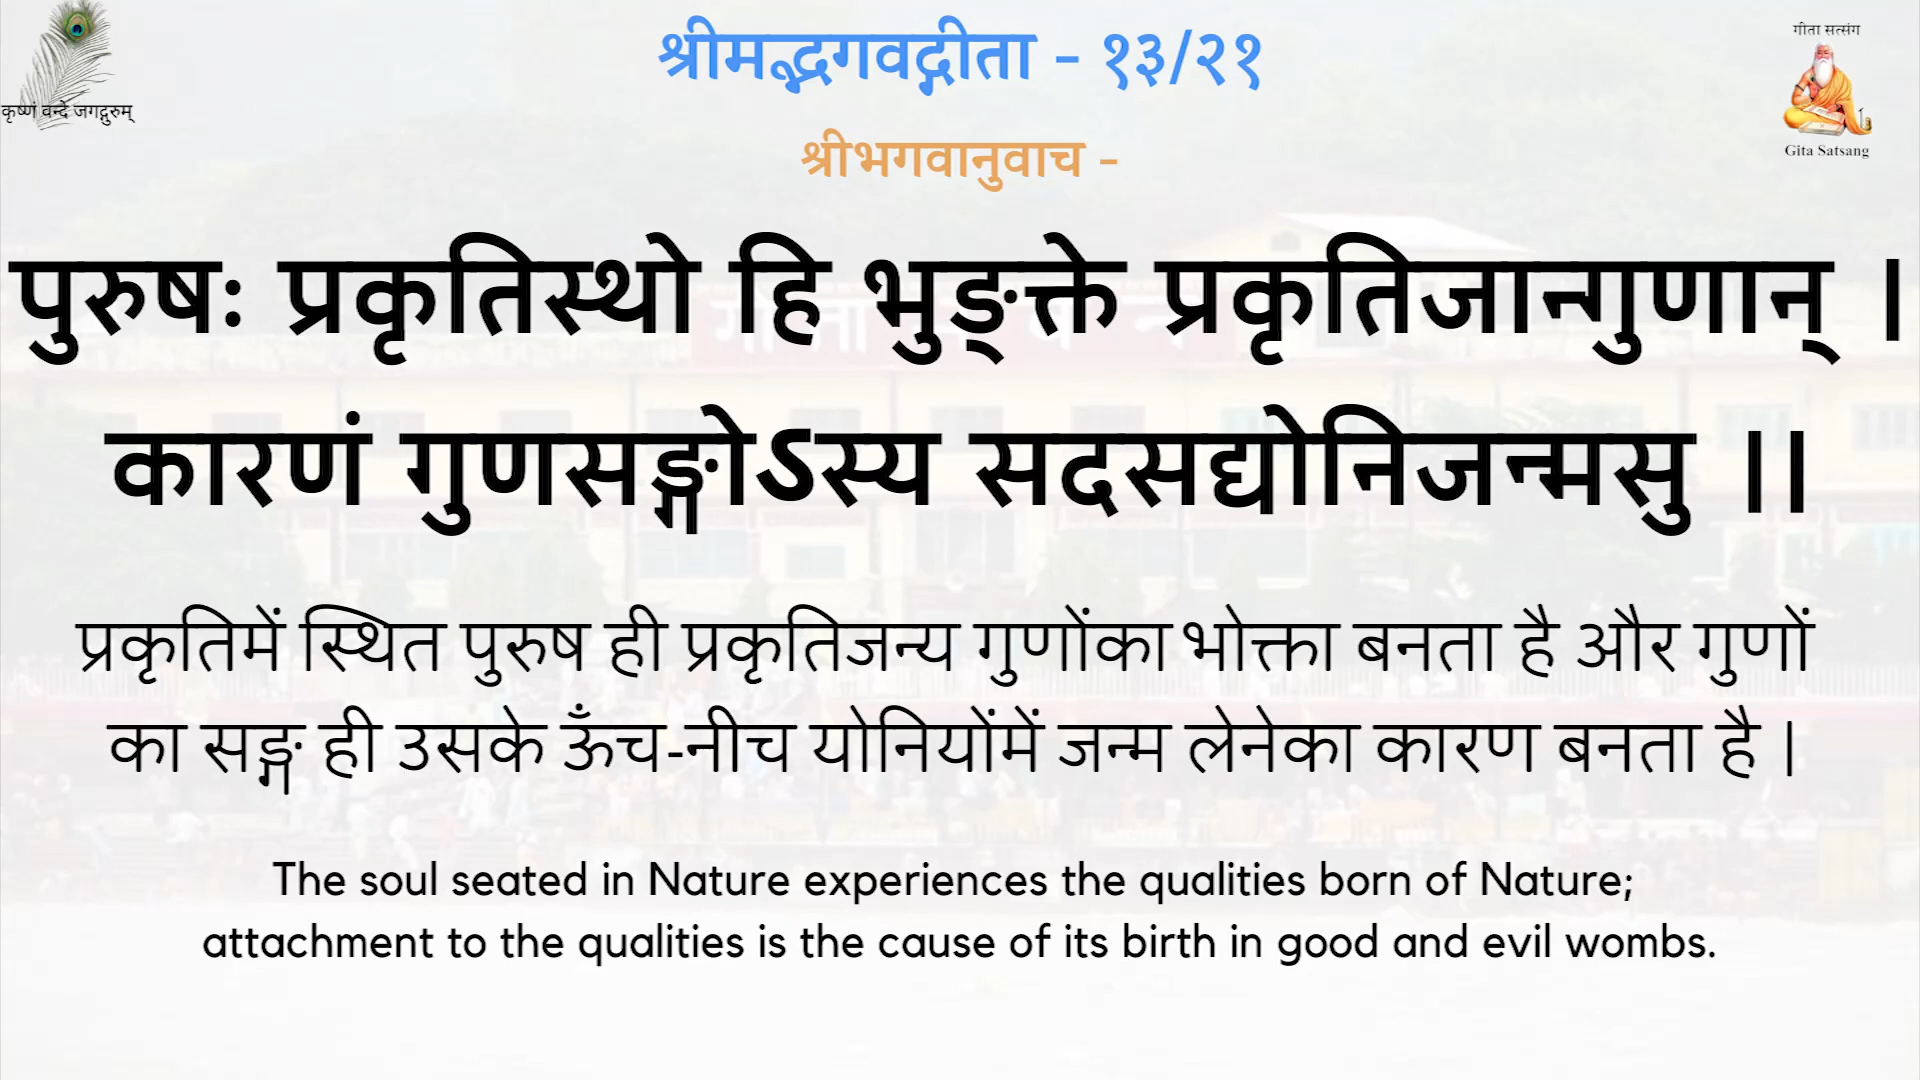 श्रीमद्भगवद्गीता - १३/२१
गीता सत्संग
कृष्णं वन्दे जगद्गुरुम्
Gita Satsang
श्रीभगवानुवाच -
पुरुषः प्रकृतिस्थो हि भुङ्क्ते प्रकृतिजान्गुणान् ।
कारणं गुणसङ्गोऽस्य सदसद्योनिजन्मसु ।।
प्रकृतिमें स्थित पुरुष ही प्रकृतिजन्य गुणोंका भोक्ता बनता है और गुणों
का सङ्ग ही उसके ऊँच-नीच योनियोंमें जन्म लेनेका कारण बनता है ।
The soul seated in Nature experiences the qualities born of Nature;
attachment to the qualities is the cause of its birth in good and evil wombs.